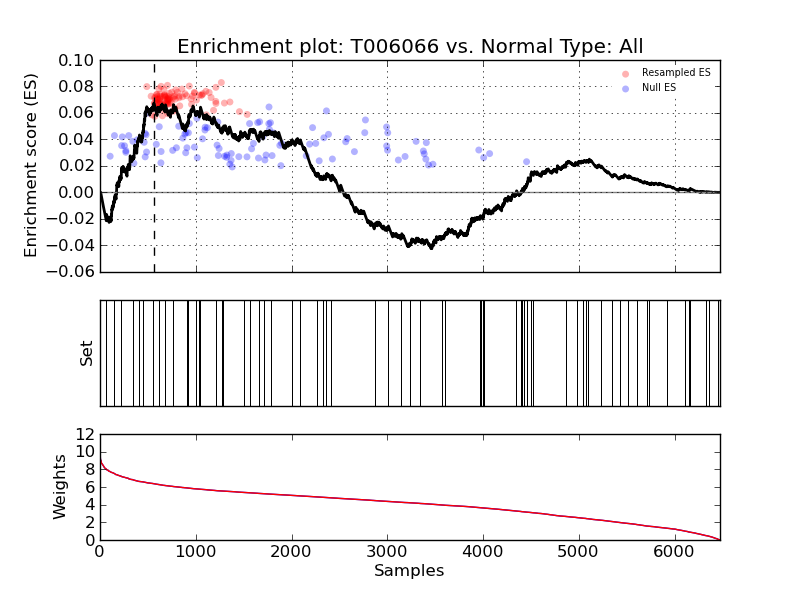 Enrichment plot: T006066 vs. Normal Type: All
Enrichment score (ES)
0.10
0.08
0.06
0.04
0.02
0.00
−0.02
−0.04
−0.06
Resampled ES
Null ES
Set
Weights
12
10
8
6
4
2
0
0 1000 2000 3000 4000 5000 6000
Samples